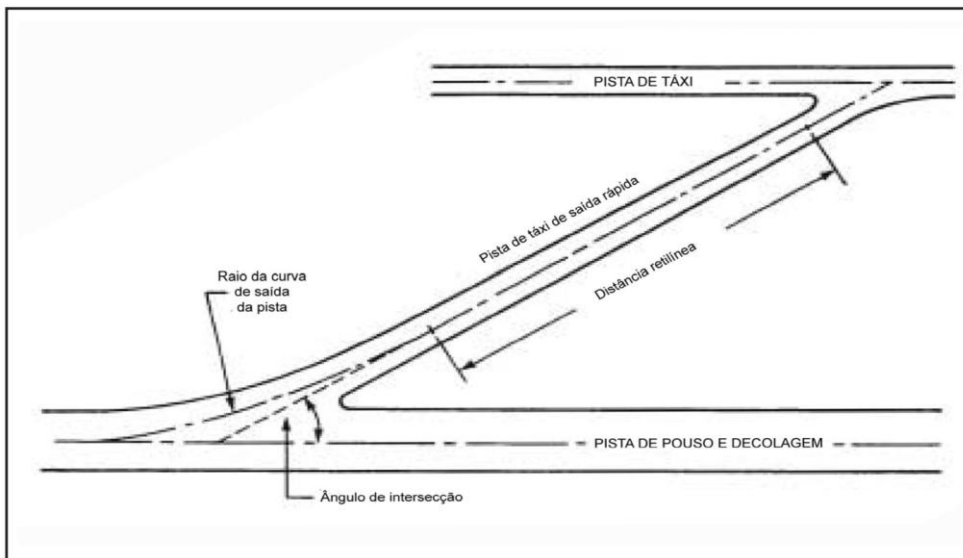 PISTA DE TÁXI
Pista de táxi de saída rápida
Distância retilínea
Raio da curva
de saída
da pista
PISTA DE POUSO E DECOLAGEM
Ângulo de intersecção